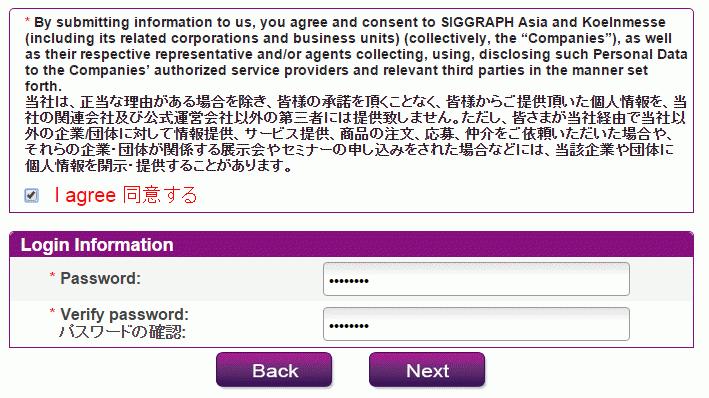 * By submitting information to us, you agree and consent to SIGGRAPH Asia and Koelnmesse
(including its related corporations and business units) (collectively, the “Companies”), as well
as their respective representative and/or agents collecting, using, disclosing such Personal Data
to the Companies’ authorized service providers and relevant third parties in the manner set
forth.
当社は、正当な理由がある場合を除き、皆様の承諾を頂くことなく、皆様からご提供頂いた個人情報を、当
社の関連会社及び公式運営会社以外の第三者には提供致しません。ただし、皆さまが当社経由で当社以
外の企業/団体に対して情報提供、サービス提供、商品の注文、応募、仲介をご依頼いただいた場合や、
それらの企業・団体が関係する展示会やセミナーの申し込みをされた場合などには、当該企業や団体に
個人情報を開示・提供することがあります。
I agree 同意する
Login Information
* Password:
••••••••
* Verify password:
パスワードの確認:
••••••••
Back Next